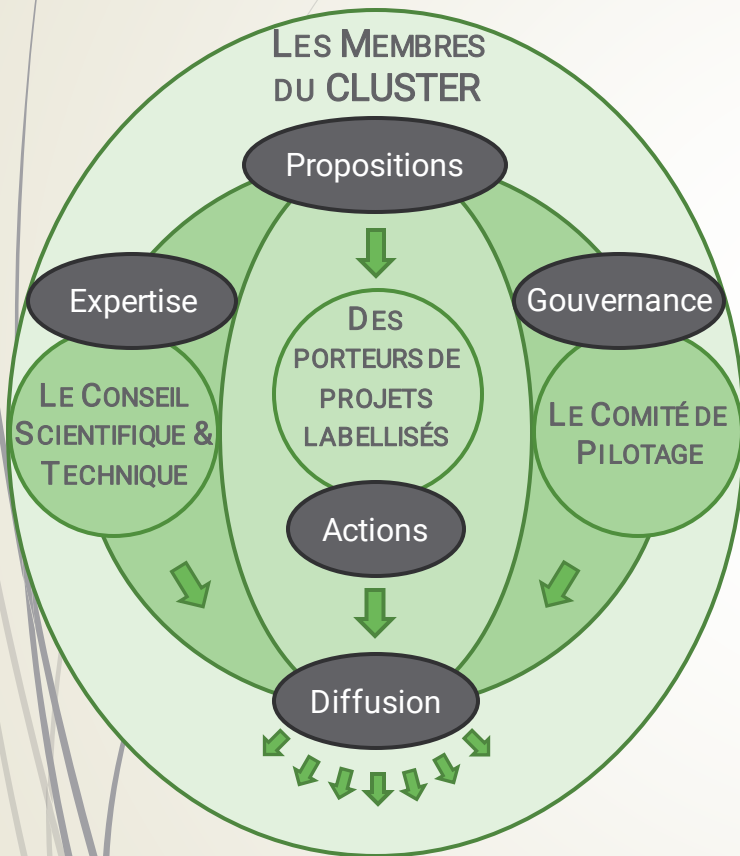 LES MEMBRES
DU CLUSTER
Propositions
Expertise
Gouvernance
DES
PORTEURS DE
PROJETS
LABELLISÉS
LE CONSEIL
SCIENTIFIQUE &
TECHNIQUE
LE COMITÉ DE
PILOTAGE
Actions
Diffusion